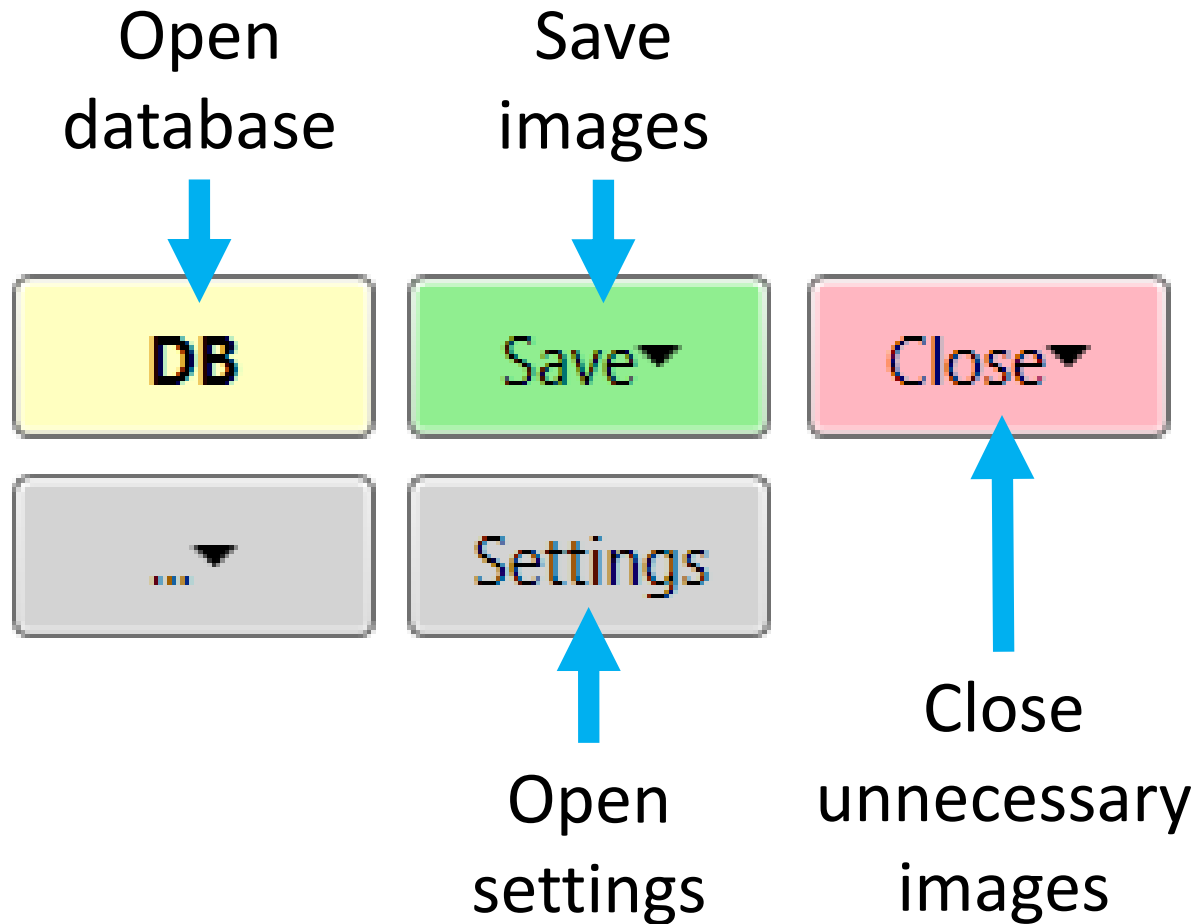 Open
database
Save
images
DB
Save
Close
...
Settings
Open
settings
Close
unnecessary
images